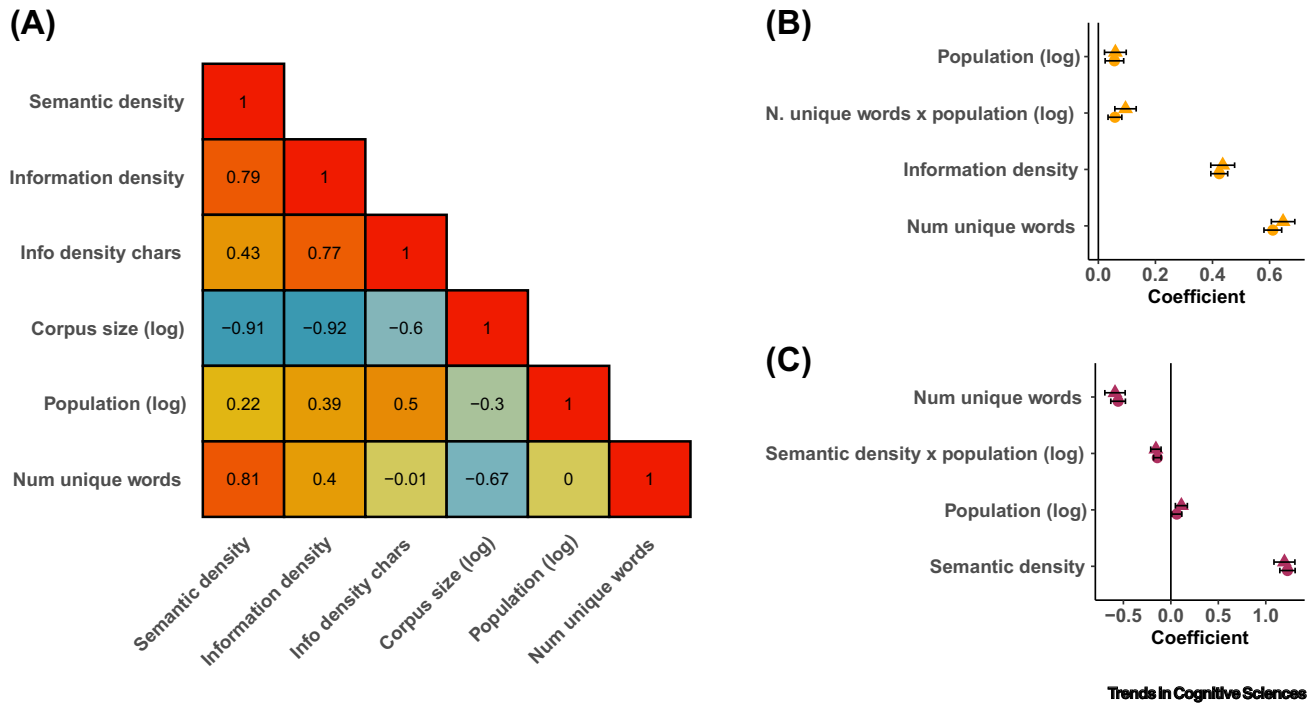 (A)
Semantic density
1
Information density
0.79
1
Info density chars
0.43
0.77
1
Corpus size (log)
−0.91
−0.92
−0.6
1
Population (log)
0.22
0.39
0.5
−0.3
1
Num unique words
0.81
0.4
−0.01
−0.67
0
1
Semantic density
Information density
Info density chars
Corpus size (log)
Population (log)
Num unique words
(B)
Population (log)
N. unique words x population (log)
Information density
Num unique words
0.0
0.2
0.4
0.6
Coefficient
(C)
Num unique words
Semantic density x population (log)
Population (log)
Semantic density
−0.5
0.0
0.5
1.0
Coefficient
Trends in Cognitive Sciences